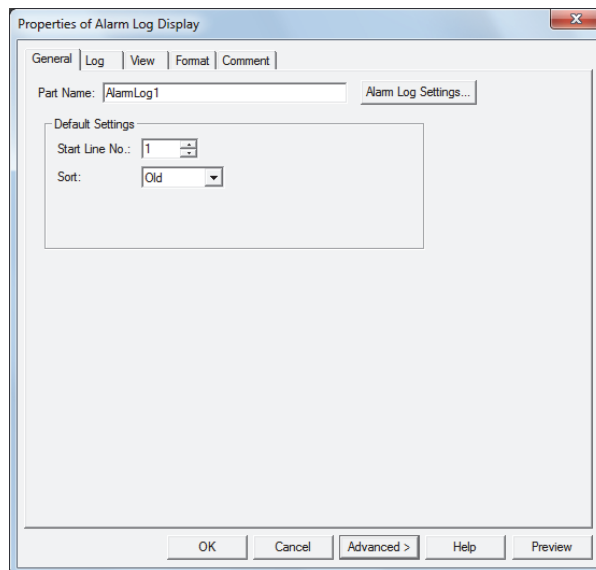 Properties of Alarm Log Display
X
General Log View Format Comment
Part Name: AlarmLog1 Alarm Log Settings...
Default Settings
Start Line No.: 1
Sort: Old
OK Cancel Advanced > Help Preview